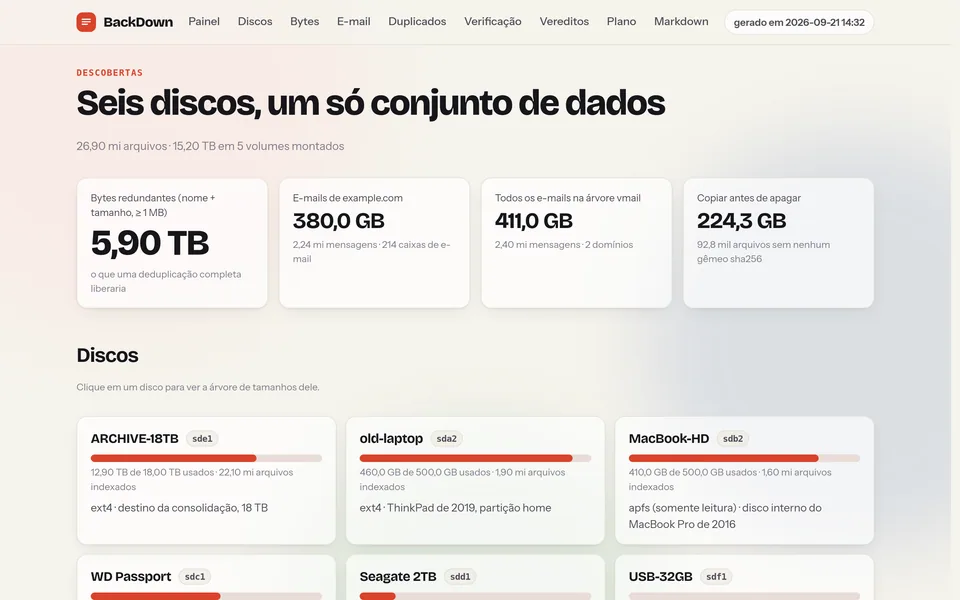 BackDown
Painel
Discos
Bytes
E-mail
Duplicados
Verificação
Vereditos
Plano
Markdown
gerado em 2026-09-21 14:32
DESCOBERTAS
Seis discos, um só conjunto de dados
26,90 mi arquivos · 15,20 TB em 5 volumes montados
Bytes redundantes (nome +
tamanho, ≥ 1 MB)
5,90 TB
o que uma deduplicação completa
liberaria
E-mails de example.com
380,0 GB
2,24 mi mensagens · 214 caixas de e-
mail
Todos os e-mails na árvore vmail
411,0 GB
2,40 mi mensagens · 2 domínios
Copiar antes de apagar
224,3 GB
92,8 mil arquivos sem nenhum
gêmeo sha256
Discos
Clique em um disco para ver a árvore de tamanhos dele.
ARCHIVE-18TB
sde1
12,90 TB de 18,00 TB usados · 22,10 mi arquivos
indexados
ext4 · destino da consolidação, 18 TB
old-laptop
sda2
460,0 GB de 500,0 GB usados · 1,90 mi arquivos
indexados
ext4 · ThinkPad de 2019, partição home
MacBook-HD
sdb2
410,0 GB de 500,0 GB usados · 1,60 mi arquivos
indexados
apfs (somente leitura) · disco interno do
MacBook Pro de 2016
WD Passport
sdc1
Seagate 2TB
sdd1
USB-32GB
sdf1